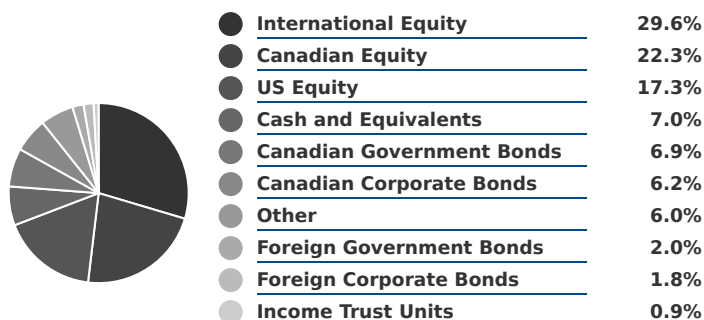 International Equity 29.6%
Canadian Equity 22.3%
US Equity 17.3%
Cash and Equivalents 7.0%
Canadian Government Bonds 6.9%
Canadian Corporate Bonds 6.2%
Other 6.0%
Foreign Government Bonds 2.0%
Foreign Corporate Bonds 1.8%
Income Trust Units 0.9%